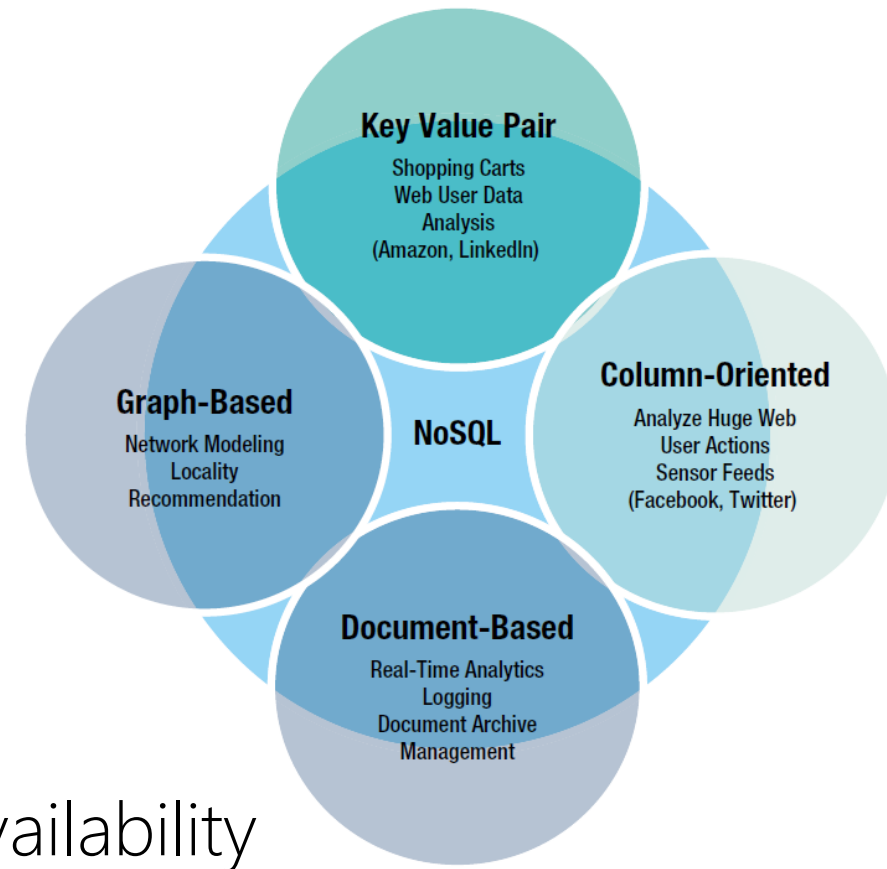 Key Value Pair
Shopping Carts
Web User Data
Analysis
(Amazon, LinkedIn)
Graph-Based
Network Modeling
Locality
Recommendation
NoSQL
Column-Oriented
Analyze Huge Web
User Actions
Sensor Feeds
(Facebook, Twitter)
Document-Based
Real-Time Analytics
Logging
Document Archive
Management
vailability